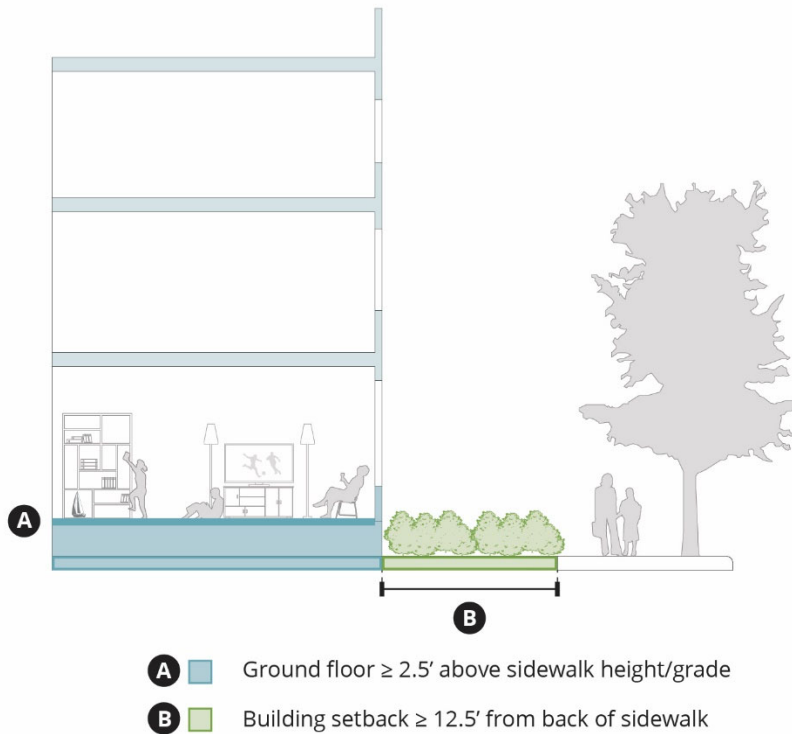 A
B
A Ground floor ≥ 2.5’ above sidewalk height/grade
B Building setback ≥ 12.5’ from back of sidewalk